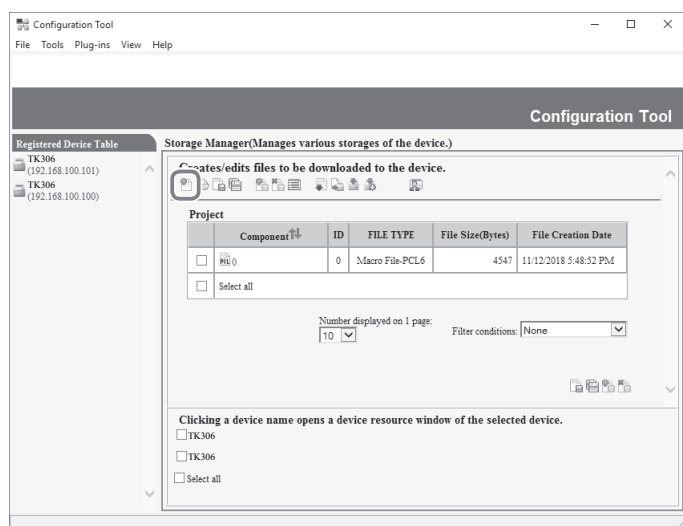 Configuration Tool
File Tools Plug-ins View Help
Configuration Tool
Registered Device Table
TK306
(192.168.100.101)
TK306
(192.168.100.100)
Storage Manager(Manages various storages of the device.)
Creates/edits files to be downloaded to the device.
Project
Component ID FILE TYPE File Size(Bytes) File Creation Date
PCL 0 0 Macro File-PCL6 4547 11/12/2018 5:48:52 PM
Select all
Number displayed on 1 page:
10
Filter conditions: None
Clicking a device name opens a device resource window of the selected device.
TK306
TK306
Select all